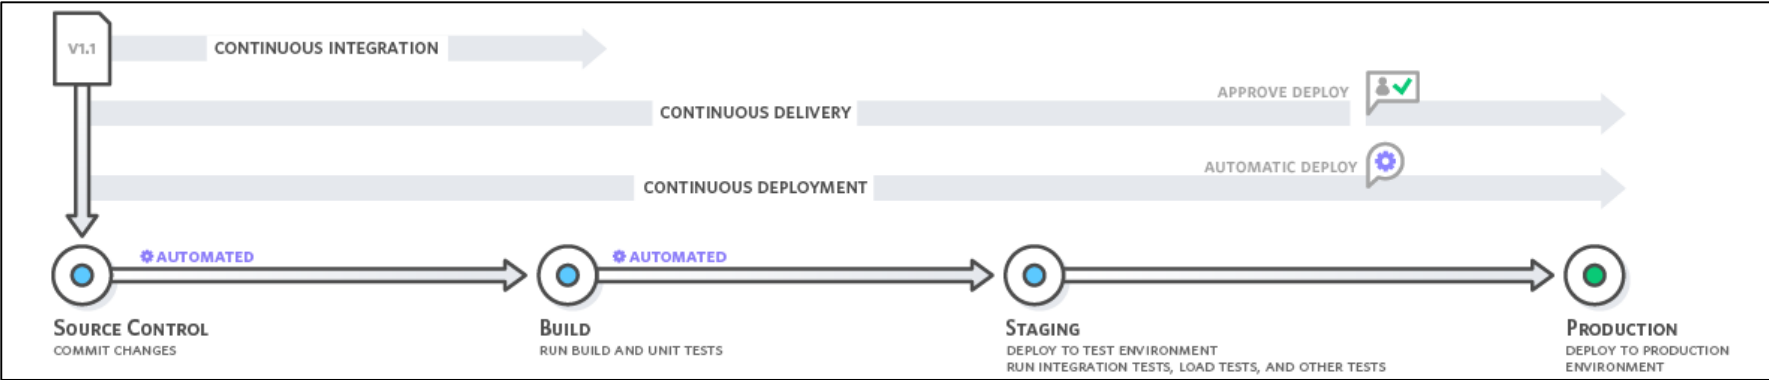 V1.1
CONTINUOUS INTEGRATION
APPROVE DEPLOY
CONTINUOUS DELIVERY
AUTOMATIC DEPLOY
CONTINUOUS DEPLOYMENT
AUTOMATED
AUTOMATED
SOURCE CONTROL
COMMIT CHANGES
BUILD
RUN BUILD AND UNIT TESTS
STAGING
DEPLOY TO TEST ENVIRONMENT
RUN INTEGRATION TESTS, LOAD TESTS, AND OTHER TESTS
PRODUCTION
DEPLOY TO PRODUCTION
ENVIRONMENT